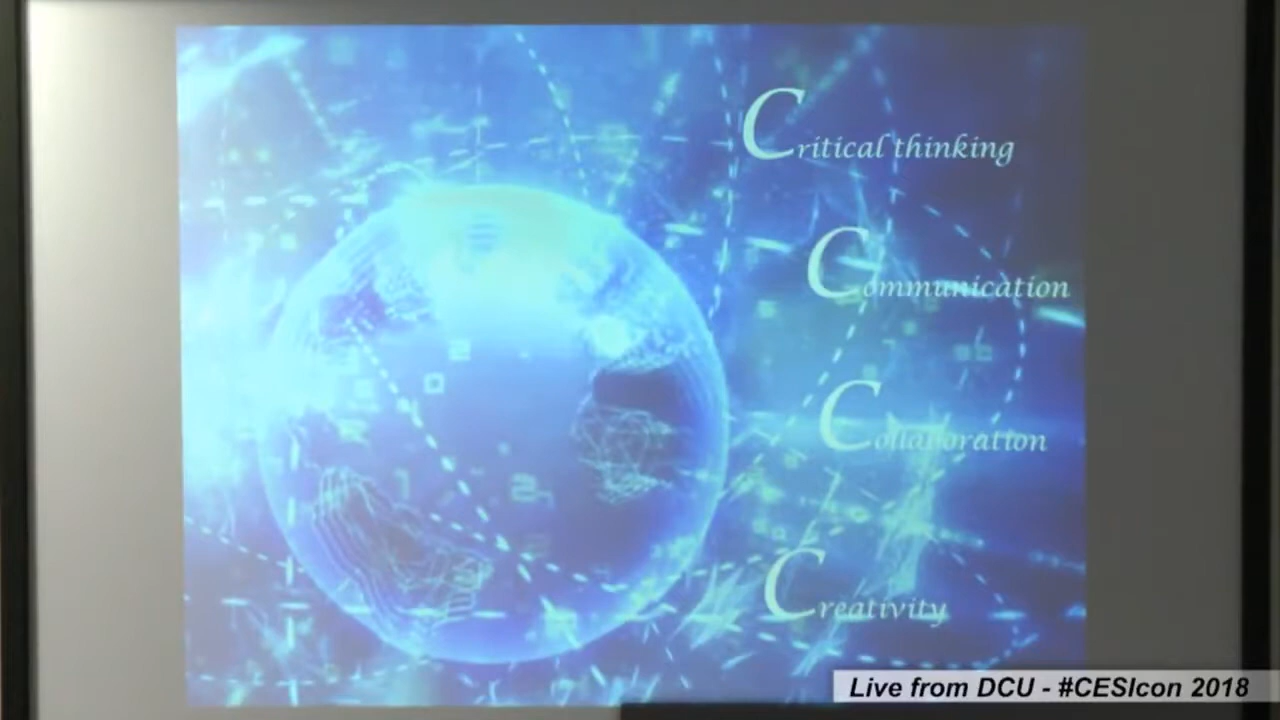 Critical thinking
Communication
Collaboration
Creativity
Live from DCU - #CESIcon 2018